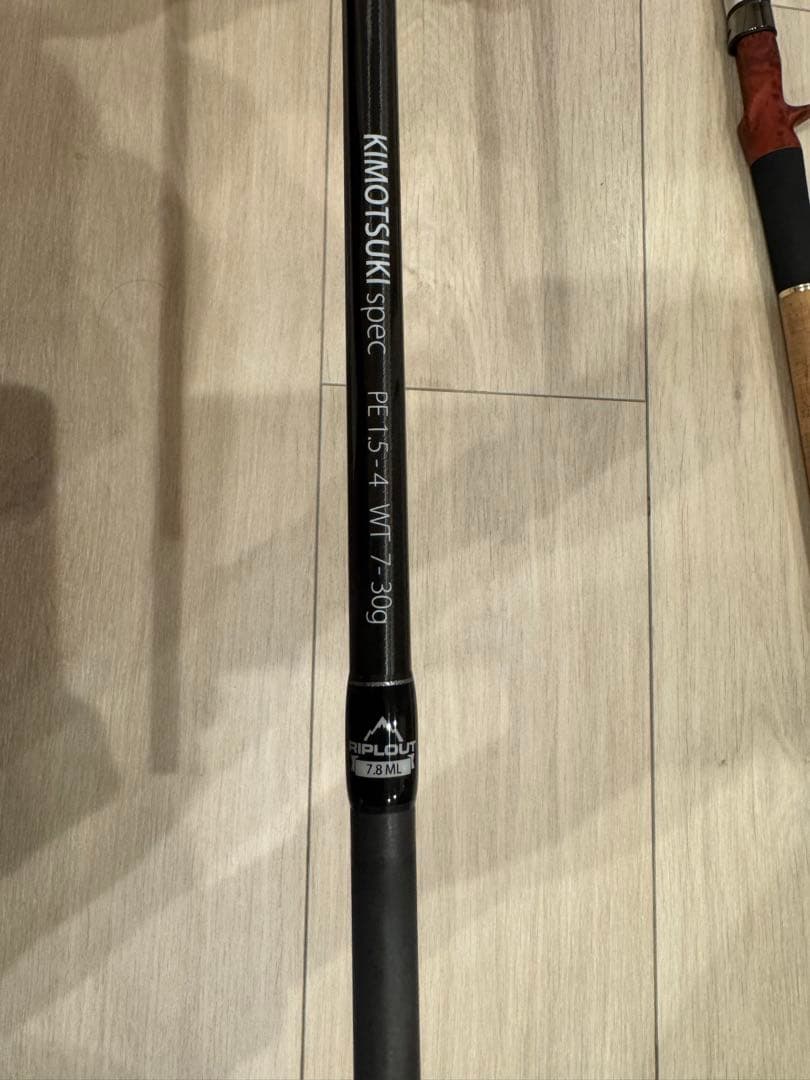 KIMOTSUKI spec PE 1.5 - 4 WT 7 - 30g
RIPLOUT
7.8 ML